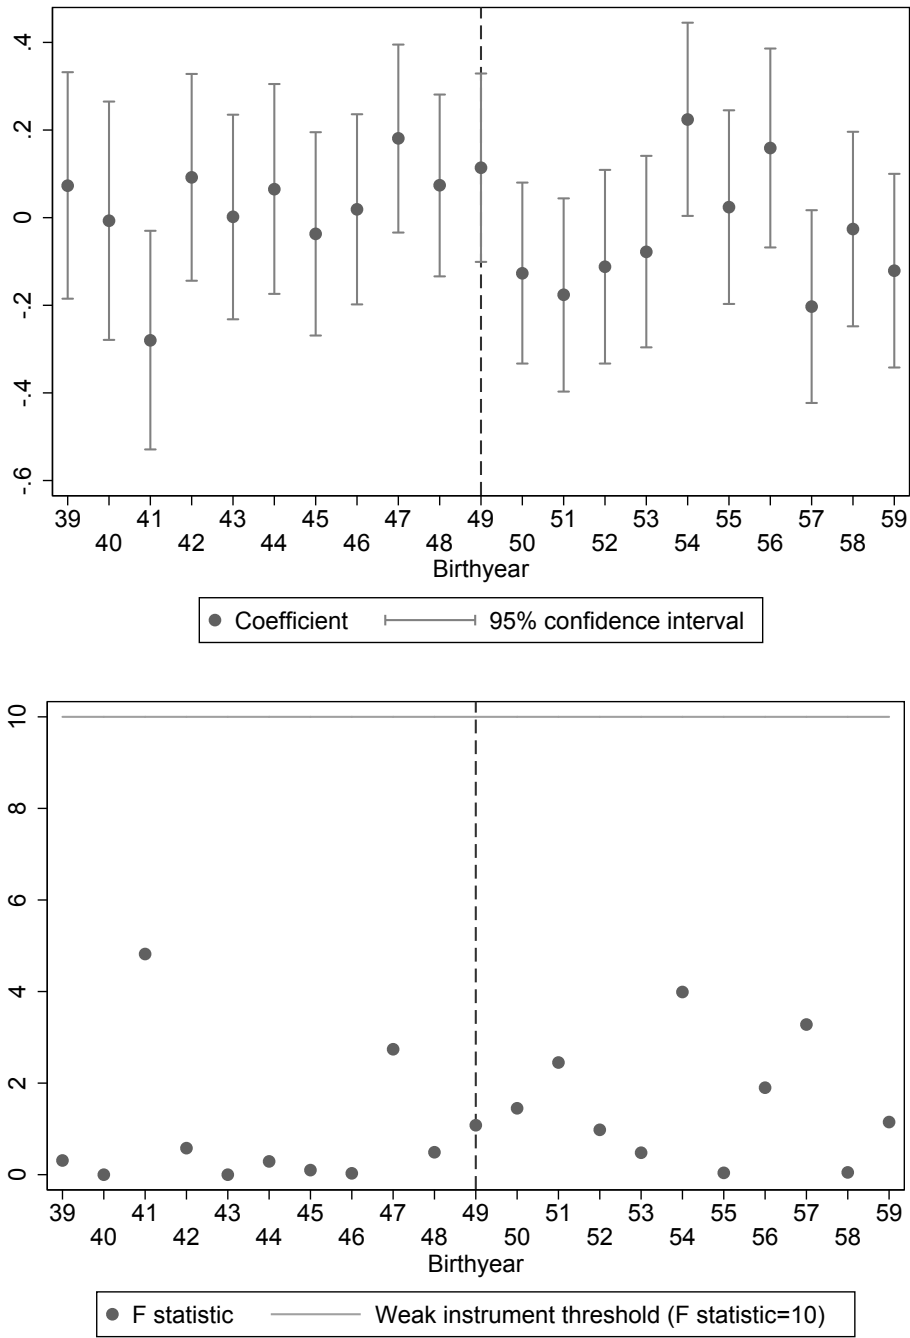 .4
.2
0
-.2
-.4
-.6
39 41 43 45 47 49 51 53 55 57 59
40 42 44 46 48 50 52 54 56 58
Birthyear
Coefficient 95% confidence interval
10
8
6
4
2
0
39 41 43 45 47 49 51 53 55 57 59
40 42 44 46 48 50 52 54 56 58
Birthyear
F statistic Weak instrument threshold (F statistic=10)